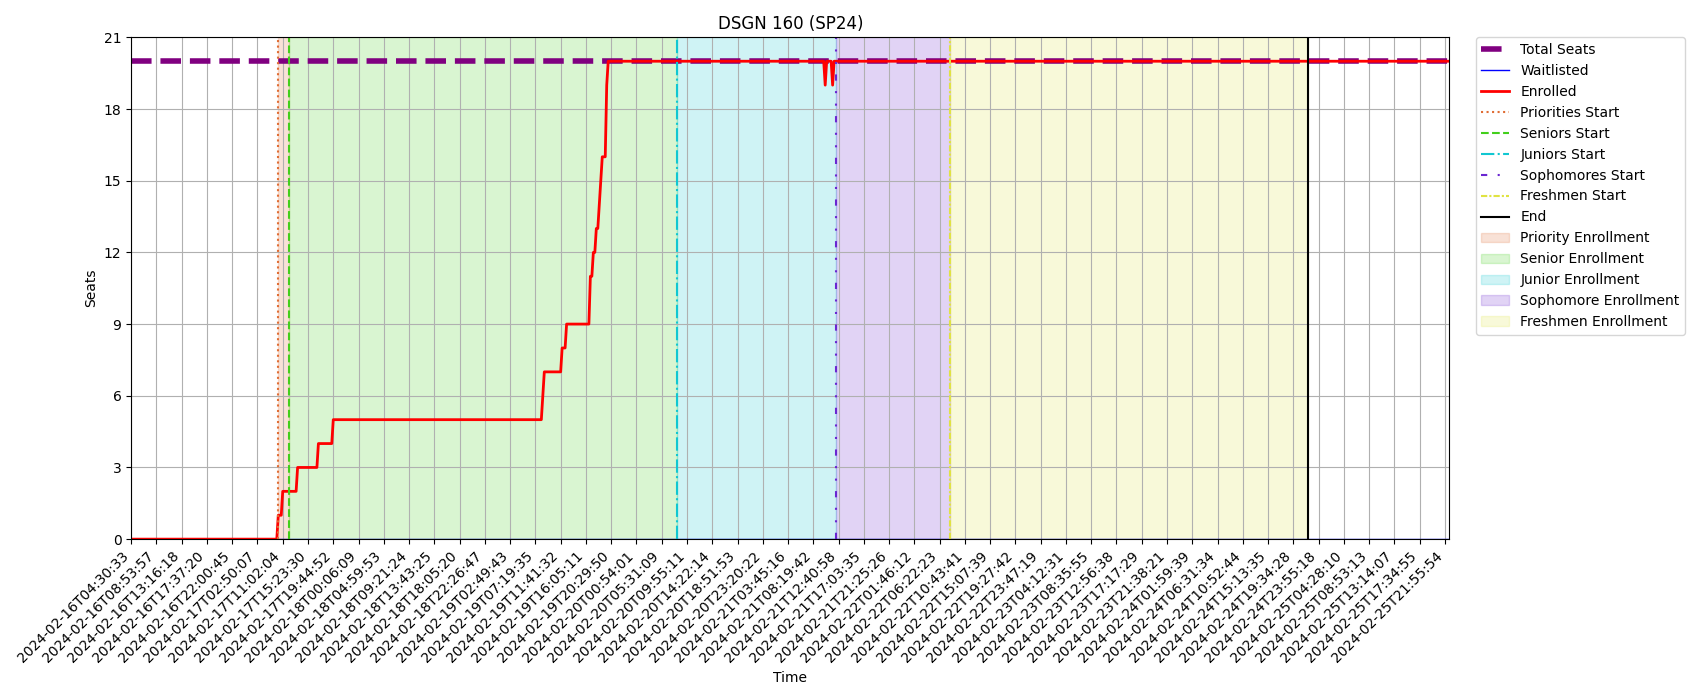 DSGN 160 (SP24)
21
18
15
12
9
6
3
0
Seats
2024-02-16T04:30:33
2024-02-16T08:53:57
2024-02-16T13:16:18
2024-02-16T17:37:20
2024-02-16T22:00:45
2024-02-17T02:50:07
2024-02-17T11:02:04
2024-02-17T15:23:30
2024-02-17T19:44:52
2024-02-18T00:06:09
2024-02-18T04:59:53
2024-02-18T09:21:24
2024-02-18T13:43:25
2024-02-18T18:05:20
2024-02-18T22:26:47
2024-02-19T02:49:43
2024-02-19T07:19:35
2024-02-19T11:41:32
2024-02-19T16:05:11
2024-02-19T20:29:50
2024-02-20T00:54:01
2024-02-20T05:31:09
2024-02-20T09:55:11
2024-02-20T14:22:14
2024-02-20T18:51:53
2024-02-20T23:20:22
2024-02-21T03:45:16
2024-02-21T08:19:42
2024-02-21T12:40:58
2024-02-21T17:03:35
2024-02-21T21:25:26
2024-02-22T01:46:12
2024-02-22T06:22:23
2024-02-22T10:43:41
2024-02-22T15:07:39
2024-02-22T19:27:42
2024-02-22T23:47:19
2024-02-23T04:12:31
2024-02-23T08:35:55
2024-02-23T12:56:38
2024-02-23T17:17:29
2024-02-23T21:38:21
2024-02-24T01:59:39
2024-02-24T06:31:34
2024-02-24T10:52:44
2024-02-24T15:13:35
2024-02-24T19:34:28
2024-02-24T23:55:18
2024-02-25T04:28:10
2024-02-25T08:53:13
2024-02-25T13:14:07
2024-02-25T17:34:55
2024-02-25T21:55:54
Time
Total Seats
Waitlisted
Enrolled
Priorities Start
Seniors Start
Juniors Start
Sophomores Start
Freshmen Start
End
Priority Enrollment
Senior Enrollment
Junior Enrollment
Sophomore Enrollment
Freshmen Enrollment